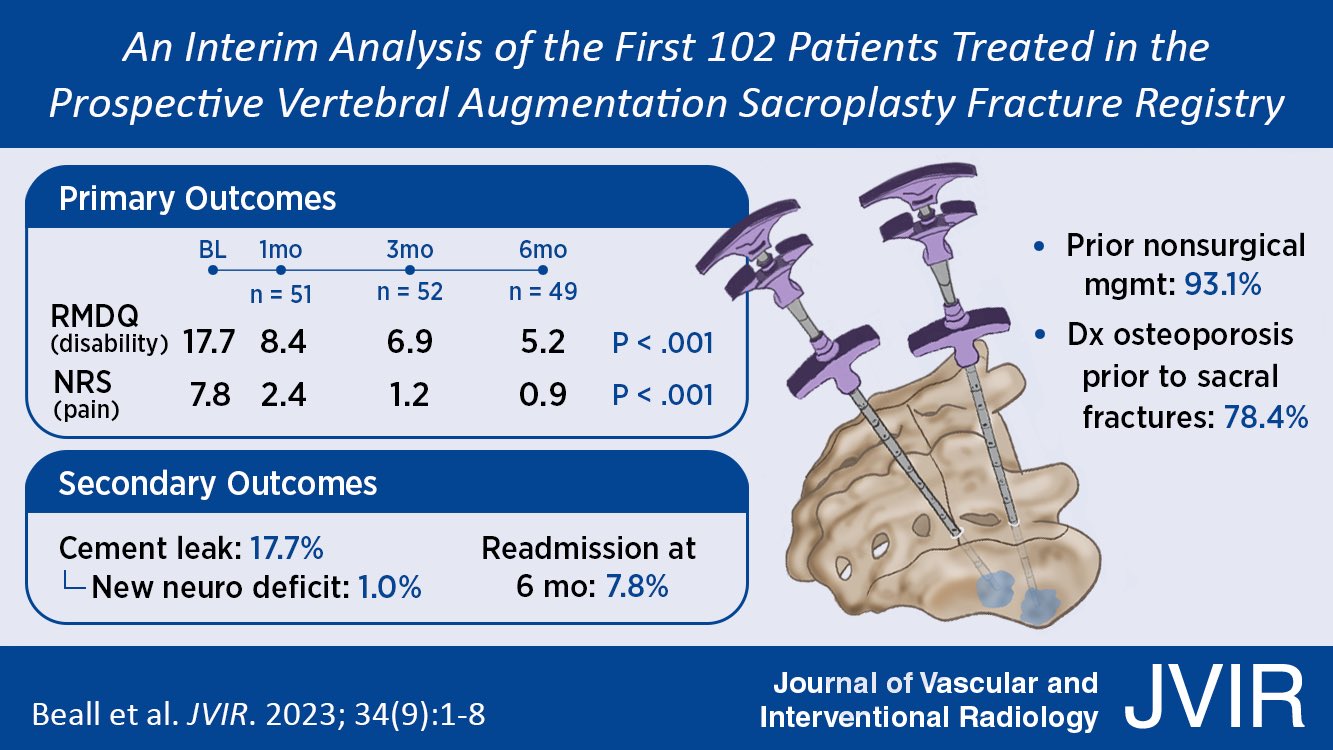 An Interim Analysis of the First 102 Patients Treated in the
Prospective Vertebral Augmentation Sacroplasty Fracture Registry
Primary Outcomes
BL 1mo 3mo 6mo
n = 51 n = 52 n = 49
RMDQ
(disability) 17.7 8.4 6.9 5.2 P < .001
NRS
(pain) 7.8 2.4 1.2 0.9 P < .001
Secondary Outcomes
Cement leak: 17.7%
New neuro deficit: 1.0%
Readmission at
6 mo: 7.8%
• Prior nonsurgical
mgmt: 93.1%
• Dx osteoporosis
prior to sacral
fractures: 78.4%
Beall et al. JVIR. 2023; 34(9):1-8
Journal of Vascular and
Interventional Radiology
JVIR